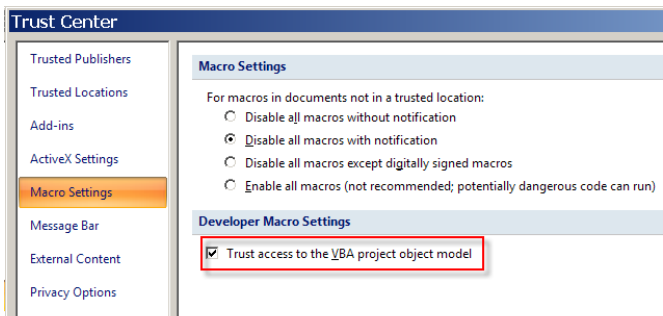 Trust Center
Trusted Publishers
Trusted Locations
Add-ins
ActiveX Settings
Macro Settings
Message Bar
External Content
Privacy Options
Macro Settings
For macros in documents not in a trusted location:
Disable all macros without notification
Disable all macros with notification
Disable all macros except digitally signed macros
Enable all macros (not recommended; potentially dangerous code can run)
Developer Macro Settings
Trust access to the VBA project object model